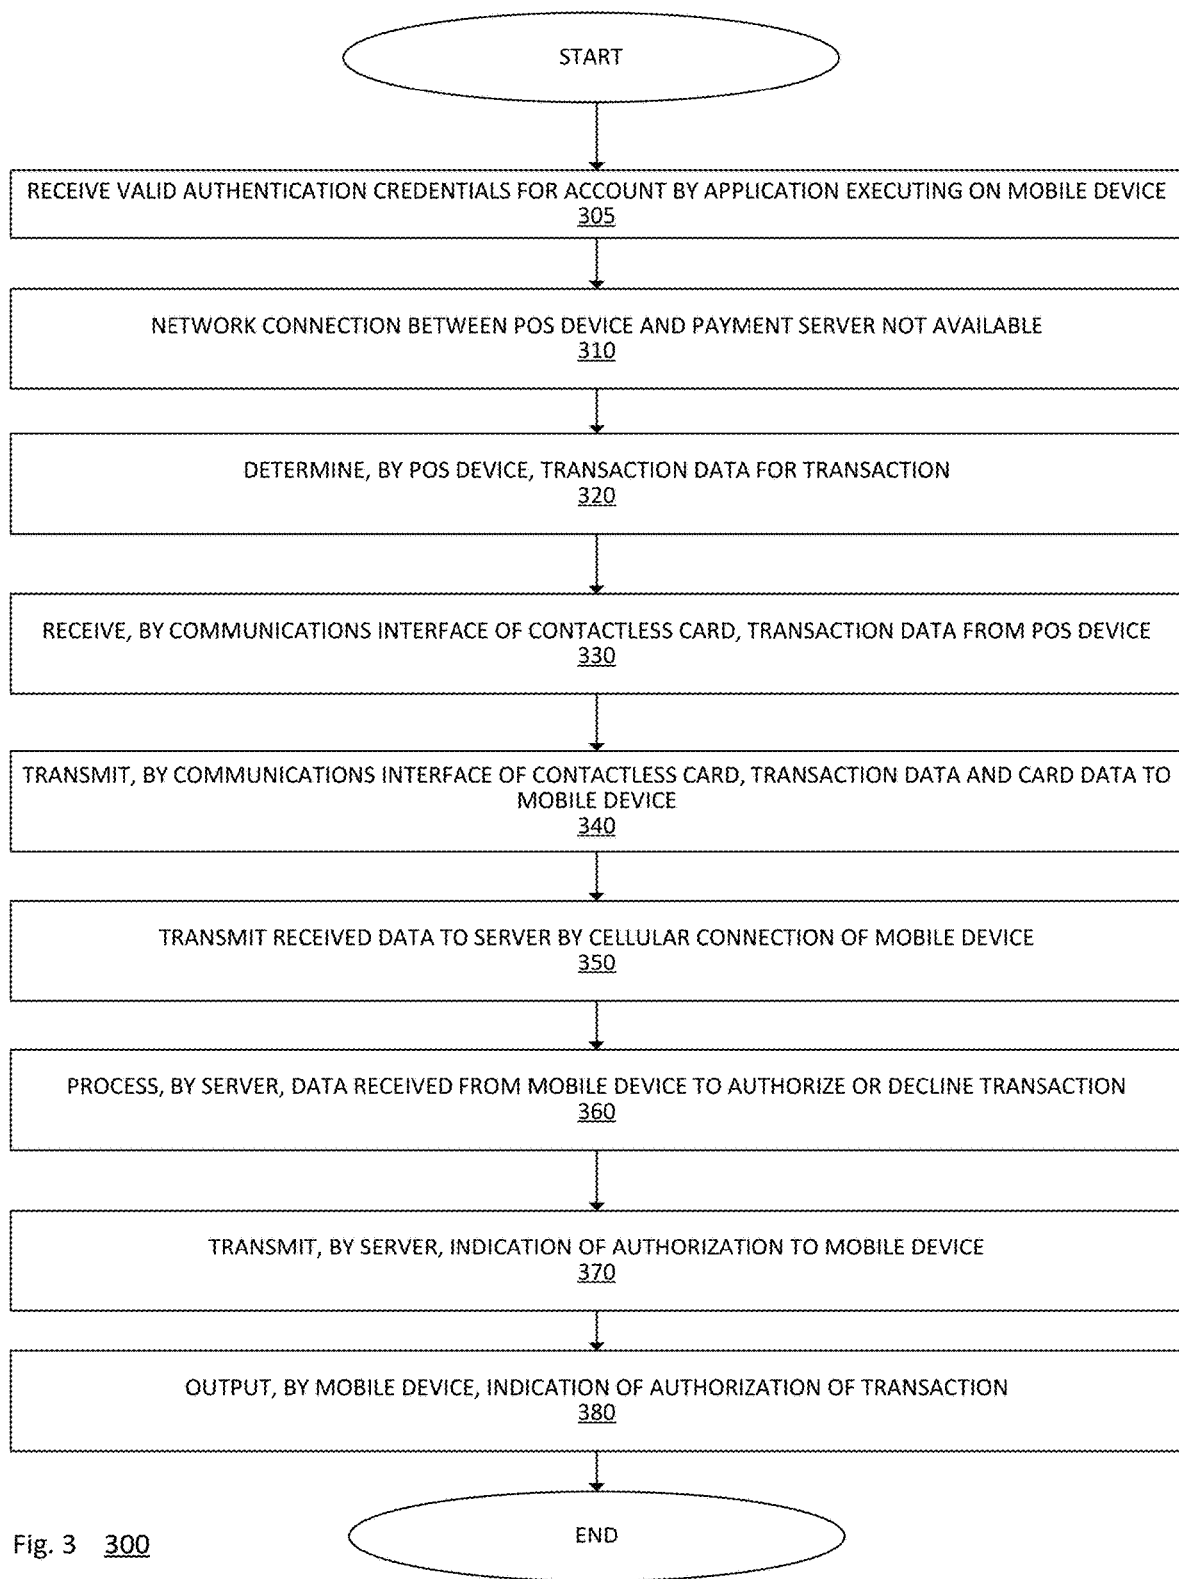 START
RECEIVE VALID AUTHENTICATION CREDENTIALS FOR ACCOUNT BY APPLICATION EXECUTING ON MOBILE DEVICE
305
NETWORK CONNECTION BETWEEN POS DEVICE AND PAYMENT SERVER NOT AVAILABLE
310
DETERMINE, BY POS DEVICE, TRANSACTION DATA FOR TRANSACTION
320
RECEIVE, BY COMMUNICATIONS INTERFACE OF CONTACTLESS CARD, TRANSACTION DATA FROM POS DEVICE
330
TRANSMIT, BY COMMUNICATIONS INTERFACE OF CONTACTLESS CARD, TRANSACTION DATA AND CARD DATA TO
MOBILE DEVICE
340
TRANSMIT RECEIVED DATA TO SERVER BY CELLULAR CONNECTION OF MOBILE DEVICE
350
PROCESS, BY SERVER, DATA RECEIVED FROM MOBILE DEVICE TO AUTHORIZE OR DECLINE TRANSACTION
360
TRANSMIT, BY SERVER, INDICATION OF AUTHORIZATION TO MOBILE DEVICE
370
OUTPUT, BY MOBILE DEVICE, INDICATION OF AUTHORIZATION OF TRANSACTION
380
END
Fig. 3 300